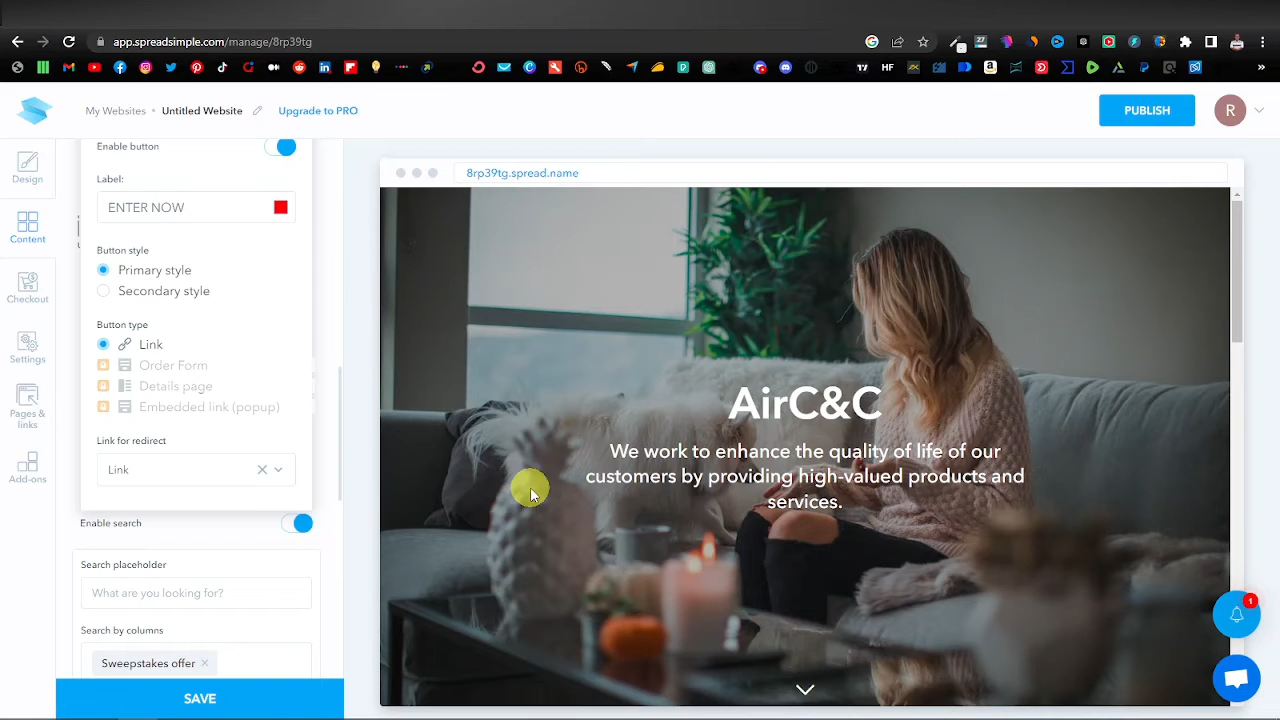 app.spreadsimple.com/manage/8rp39tg
My Websites • Untitled Website
Upgrade to PRO
PUBLISH
R
Design
Content
Checkout
Settings
Pages &
links
Add-ons
Enable button
Label:
ENTER NOW
Button style
Primary style
Secondary style
Button type
Link
Order Form
Details page
Embedded link (popup)
Link for redirect
Link
Enable search
Search placeholder
What are you looking for?
Search by columns
Sweepstakes offer
SAVE
8rp39tg.spread.name
AirC&C
We work to enhance the quality of life of our
customers by providing high-valued products and
services.
1